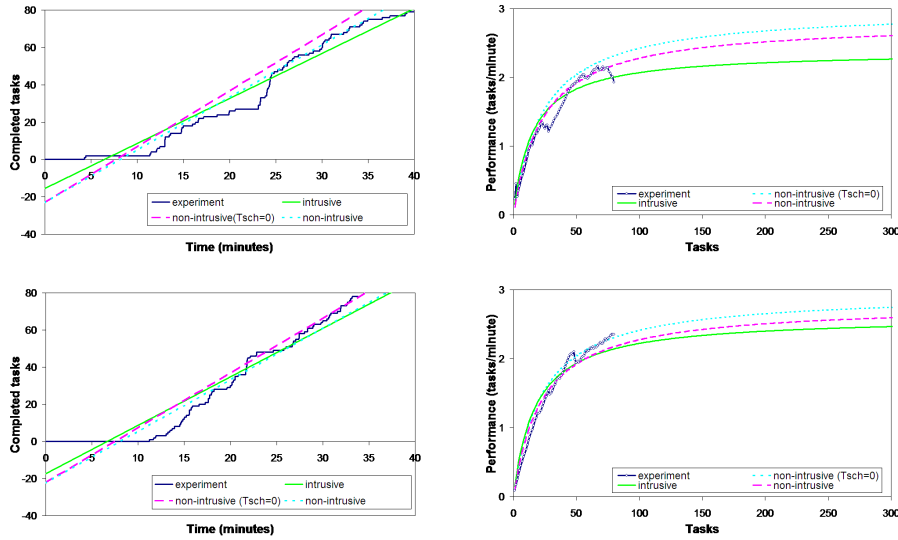 80
60
40
20
0
-20
-40
Completed tasks
0 5 10 15 20 25 30 35 40
Time (minutes)
experiment
intrusive
non-intrusive(Tsch=0)
non-intrusive
3
2
1
0
Performance (tasks/minute)
0 50 100 150 200 250 300
Tasks
experiment
non-intrusive (Tsch=0)
intrusive
non-intrusive
80
60
40
20
0
-20
-40
Completed tasks
0 5 10 15 20 25 30 35 40
Time (minutes)
experiment
intrusive
non-intrusive (Tsch=0)
non-intrusive
3
2
1
0
Performance (tasks/minute)
0 50 100 150 200 250 300
Tasks
experiment
non-intrusive (Tsch=0)
intrusive
non-intrusive